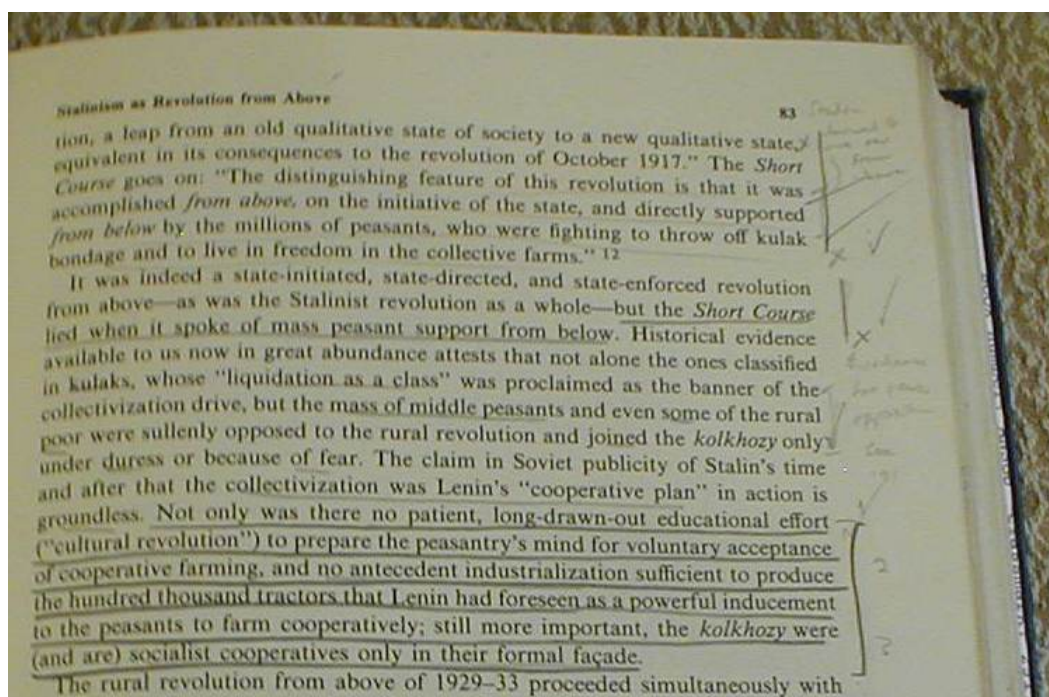 Stalinism as Revolution from Above
83
tion, a leap from an old qualitative state of society to a new qualitative state,
equivalent in its consequences to the revolution of October 1917." The Short
Course goes on: "The distinguishing feature of this revolution is that it was
accomplished from above, on the initiative of the state, and directly supported
from below by the millions of peasants, who were fighting to throw off kulak
bondage and to live in freedom in the collective farms." 12
It was indeed a state-initiated, state-directed, and state-enforced revolution
from above—as was the Stalinist revolution as a whole—but the Short Course
lied when it spoke of mass peasant support from below. Historical evidence
available to us now in great abundance attests that not alone the ones classified
in kulaks, whose "liquidation as a class" was proclaimed as the banner of the
collectivization drive, but the mass of middle peasants and even some of the rural
poor were sullenly opposed to the rural revolution and joined the kolkhozy only
under duress or because of fear. The claim in Soviet publicity of Stalin's time
and after that the collectivization was Lenin's "cooperative plan" in action is
groundless. Not only was there no patient, long-drawn-out educational effort
("cultural revolution") to prepare the peasantry's mind for voluntary acceptance
of cooperative farming, and no antecedent industrialization sufficient to produce
the hundred thousand tractors that Lenin had foreseen as a powerful inducement
to the peasants to farm cooperatively; still more important, the kolkhozy were
(and are) socialist cooperatives only in their formal façade.
The rural revolution from above of 1929–33 proceeded simultaneously with
2